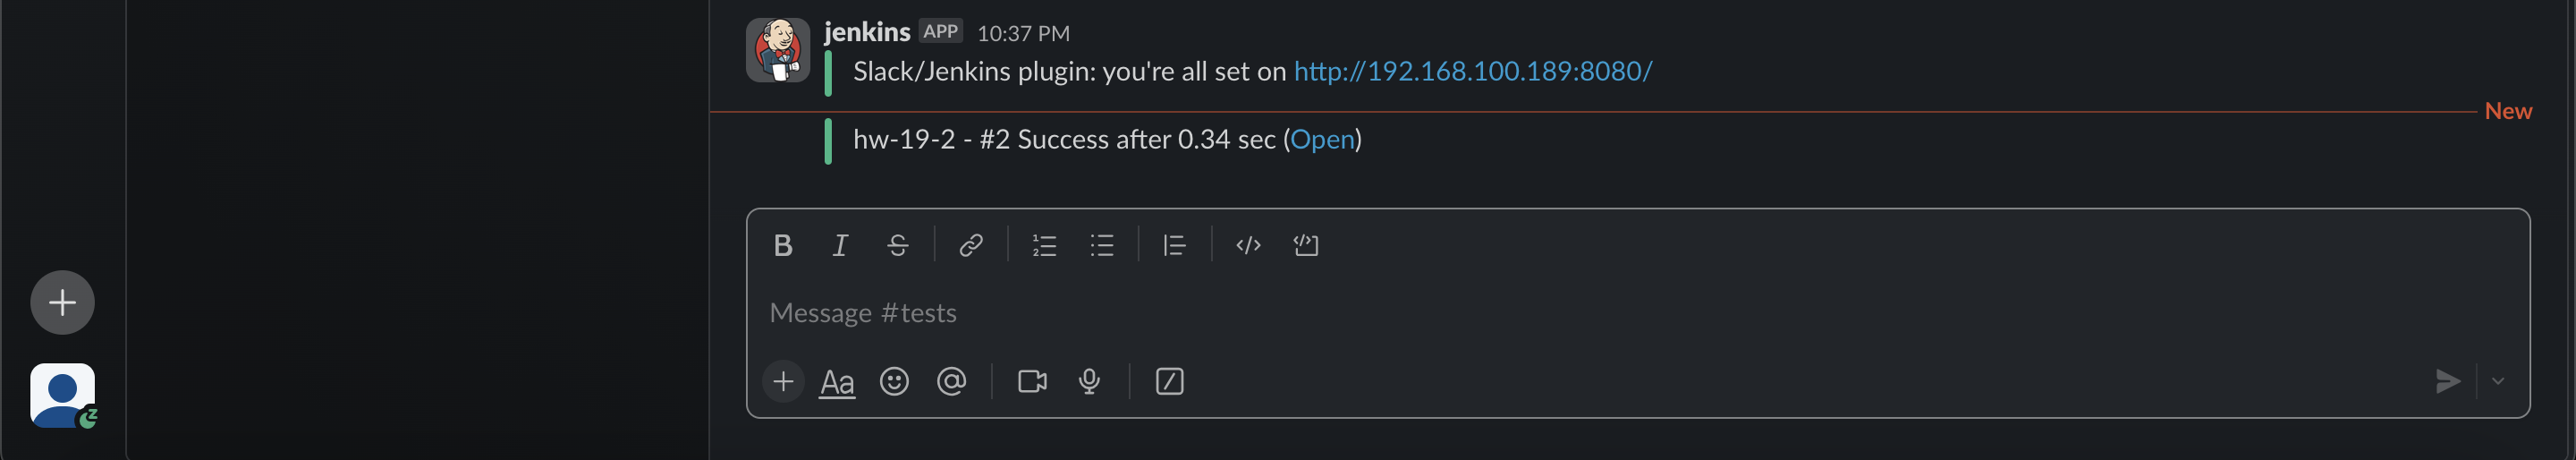 jenkins APP 10:37 PM
Slack/Jenkins plugin: you're all set on http://192.168.100.189:8080/
New
hw-19-2 - #2 Success after 0.34 sec (Open)
Message #tests